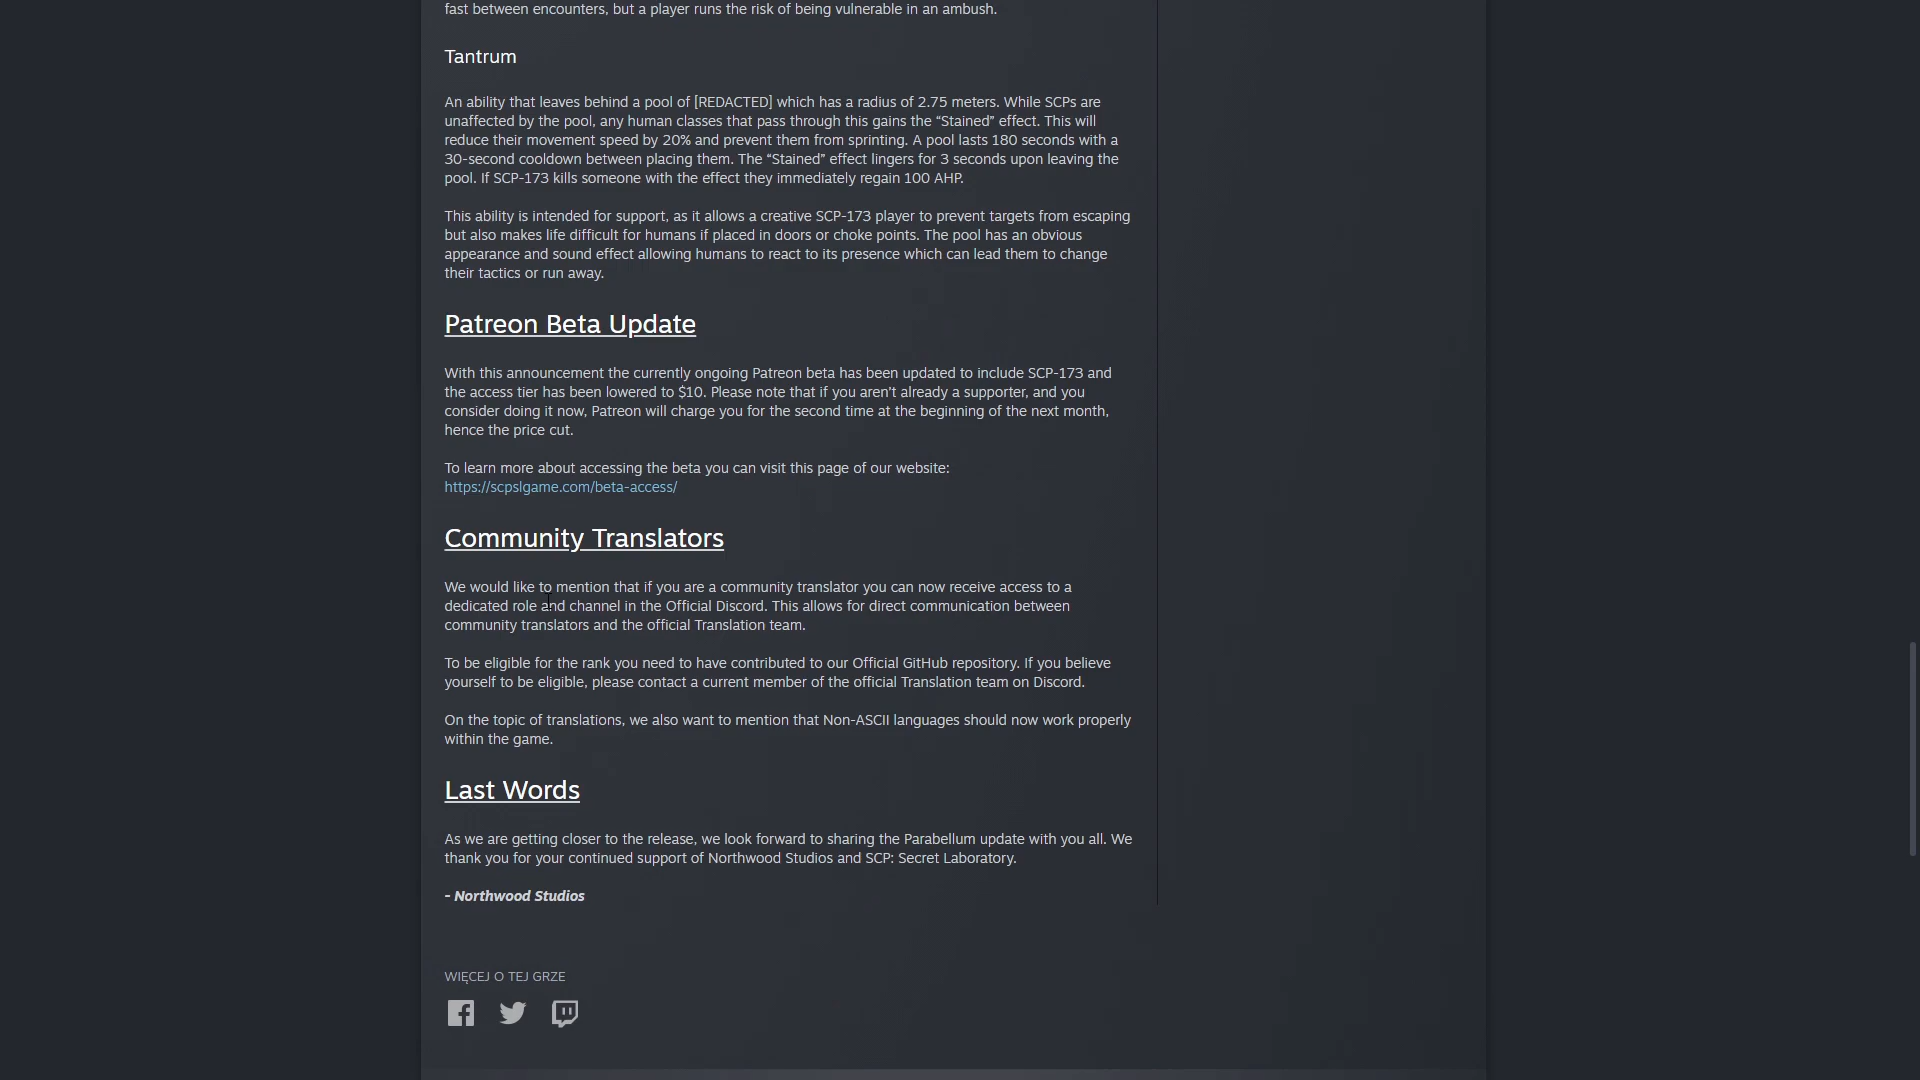 fast between encounters, but a player runs the risk of being vulnerable in an ambush.
Tantrum
An ability that leaves behind a pool of [REDACTED] which has a radius of 2.75 meters. While SCPs are
unaffected by the pool, any human classes that pass through this gains the “Stained” effect. This will
reduce their movement speed by 20% and prevent them from sprinting. A pool lasts 180 seconds with a
30-second cooldown between placing them. The “Stained” effect lingers for 3 seconds upon leaving the
pool. If SCP-173 kills someone with the effect they immediately regain 100 AHP.
This ability is intended for support, as it allows a creative SCP-173 player to prevent targets from escaping
but also makes life difficult for humans if placed in doors or choke points. The pool has an obvious
appearance and sound effect allowing humans to react to its presence which can lead them to change
their tactics or run away.
Patreon Beta Update
With this announcement the currently ongoing Patreon beta has been updated to include SCP-173 and
the access tier has been lowered to $10. Please note that if you aren't already a supporter, and you
consider doing it now, Patreon will charge you for the second time at the beginning of the next month,
hence the price cut.
To learn more about accessing the beta you can visit this page of our website:
https://scpslgame.com/beta-access/
Community Translators
We would like to mention that if you are a community translator you can now receive access to a
dedicated role and channel in the Official Discord. This allows for direct communication between
community translators and the official Translation team.
To be eligible for the rank you need to have contributed to our Official GitHub repository. If you believe
yourself to be eligible, please contact a current member of the official Translation team on Discord.
On the topic of translations, we also want to mention that Non-ASCII languages should now work properly
within the game.
Last Words
As we are getting closer to the release, we look forward to sharing the Parabellum update with you all. We
thank you for your continued support of Northwood Studios and SCP: Secret Laboratory.
- Northwood Studios
WIĘCEJ O TEJ GRZE